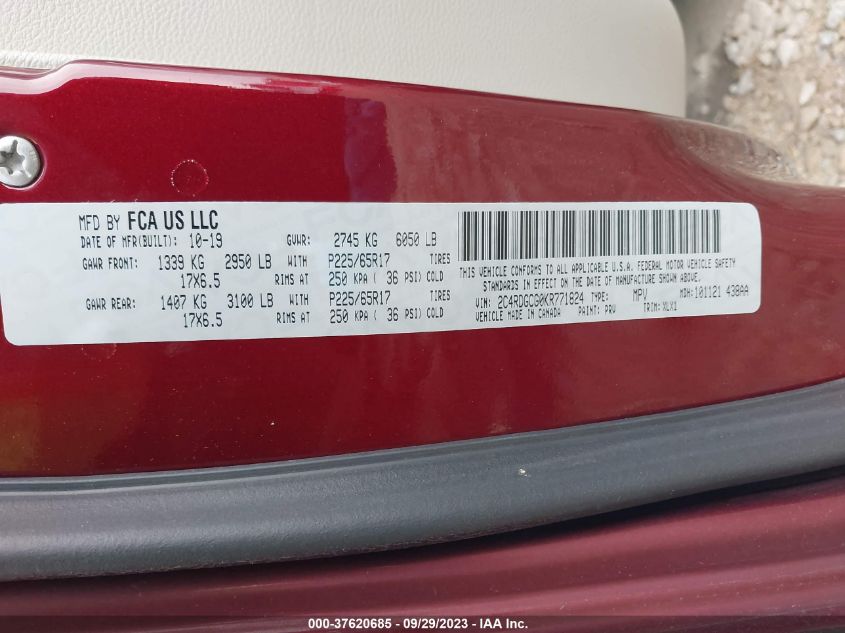 MFD BY FCA US LLC
DATE OF MFR(BUILT): 10-19 GVWR: 2745 KG 6050 LB
GAWR FRONT: 1339 KG 2950 LB WITH P225/65R17 TIRES
17X6.5 RIMS AT 250 KPA ( 36 PSI) COLD
GAWR REAR: 1407 KG 3100 LB WITH P225/65R17 TIRES
17X6.5 RIMS AT 250 KPA ( 36 PSI) COLD
THIS VEHICLE CONFORMS TO ALL APPLICABLE U.S.A. FEDERAL MOTOR VEHICLE SAFETY
STANDARDS IN EFFECT ON THE DATE OF MANUFACTURE SHOWN ABOVE.
VIN: 2C4RDGCG0KR771824 TYPE: MPV MDH: 101121 438AA
VEHICLE MADE IN CANADA PAINT: PRV TRIM: XLX1
000-37620685 - 09/29/2023 - IAA Inc.